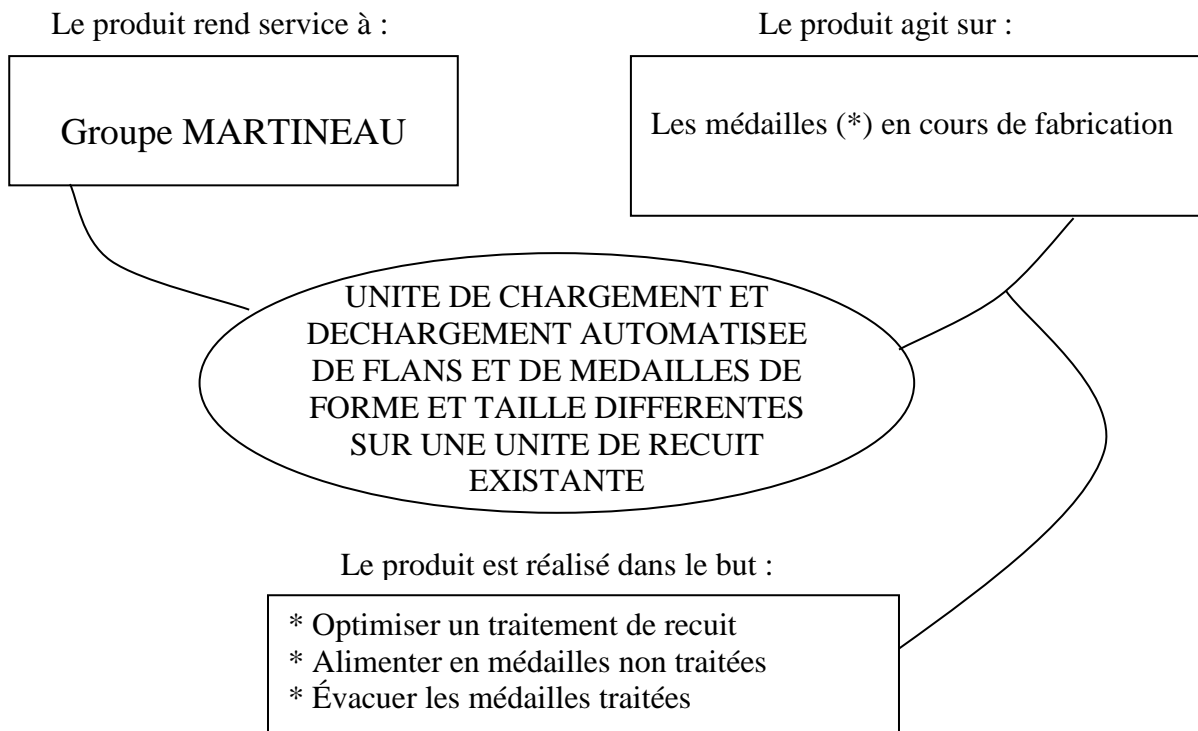 Le produit rend service à :
Le produit agit sur :
Groupe MARTINEAU
Les médailles (*) en cours de fabrication
UNITE DE CHARGEMENT ET
DECHARGEMENT AUTOMATISEE
DE FLANS ET DE MEDAILLES DE
FORME ET TAILLE DIFFERENTES
SUR UNE UNITE DE RECUIT
EXISTANTE
Le produit est réalisé dans le but :
* Optimiser un traitement de recuit
* Alimenter en médailles non traitées
* Évacuer les médailles traitées